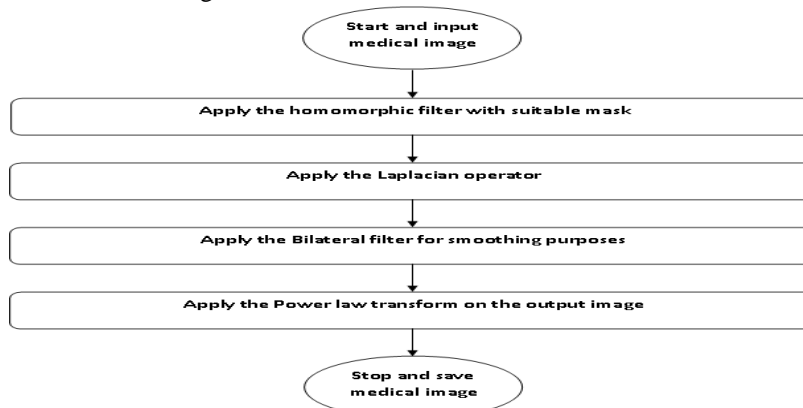 Start and input
medical image
Apply the homomorphic filter with suitable mask
Apply the Laplacian operator
Apply the Bilateral filter for smoothing purposes
Apply the Power law transform on the output image
Stop and save
medical image